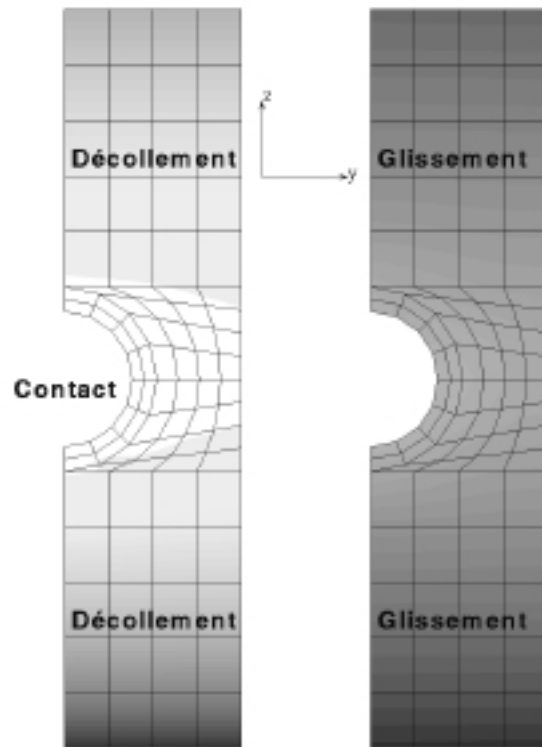 z
Décollement
Glissement
y
Contact
Décollement
Glissement